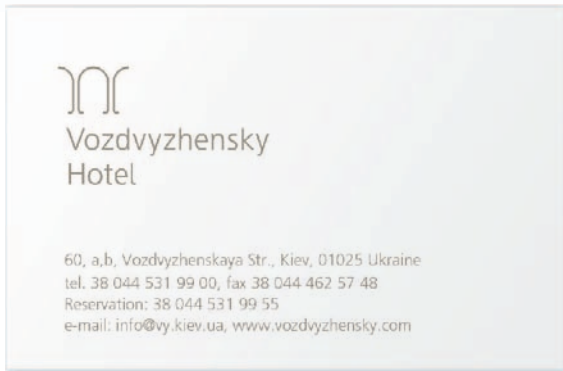 Vozdvyzhensky
Hotel
60, a,b, Vozdvyzhenskaya Str., Kiev, 01025 Ukraine
tel. 38 044 531 99 00, fax 38 044 462 57 48
Reservation: 38 044 531 99 55
e-mail: info@vy.kiev.ua, www.vozdvyzhensky.com